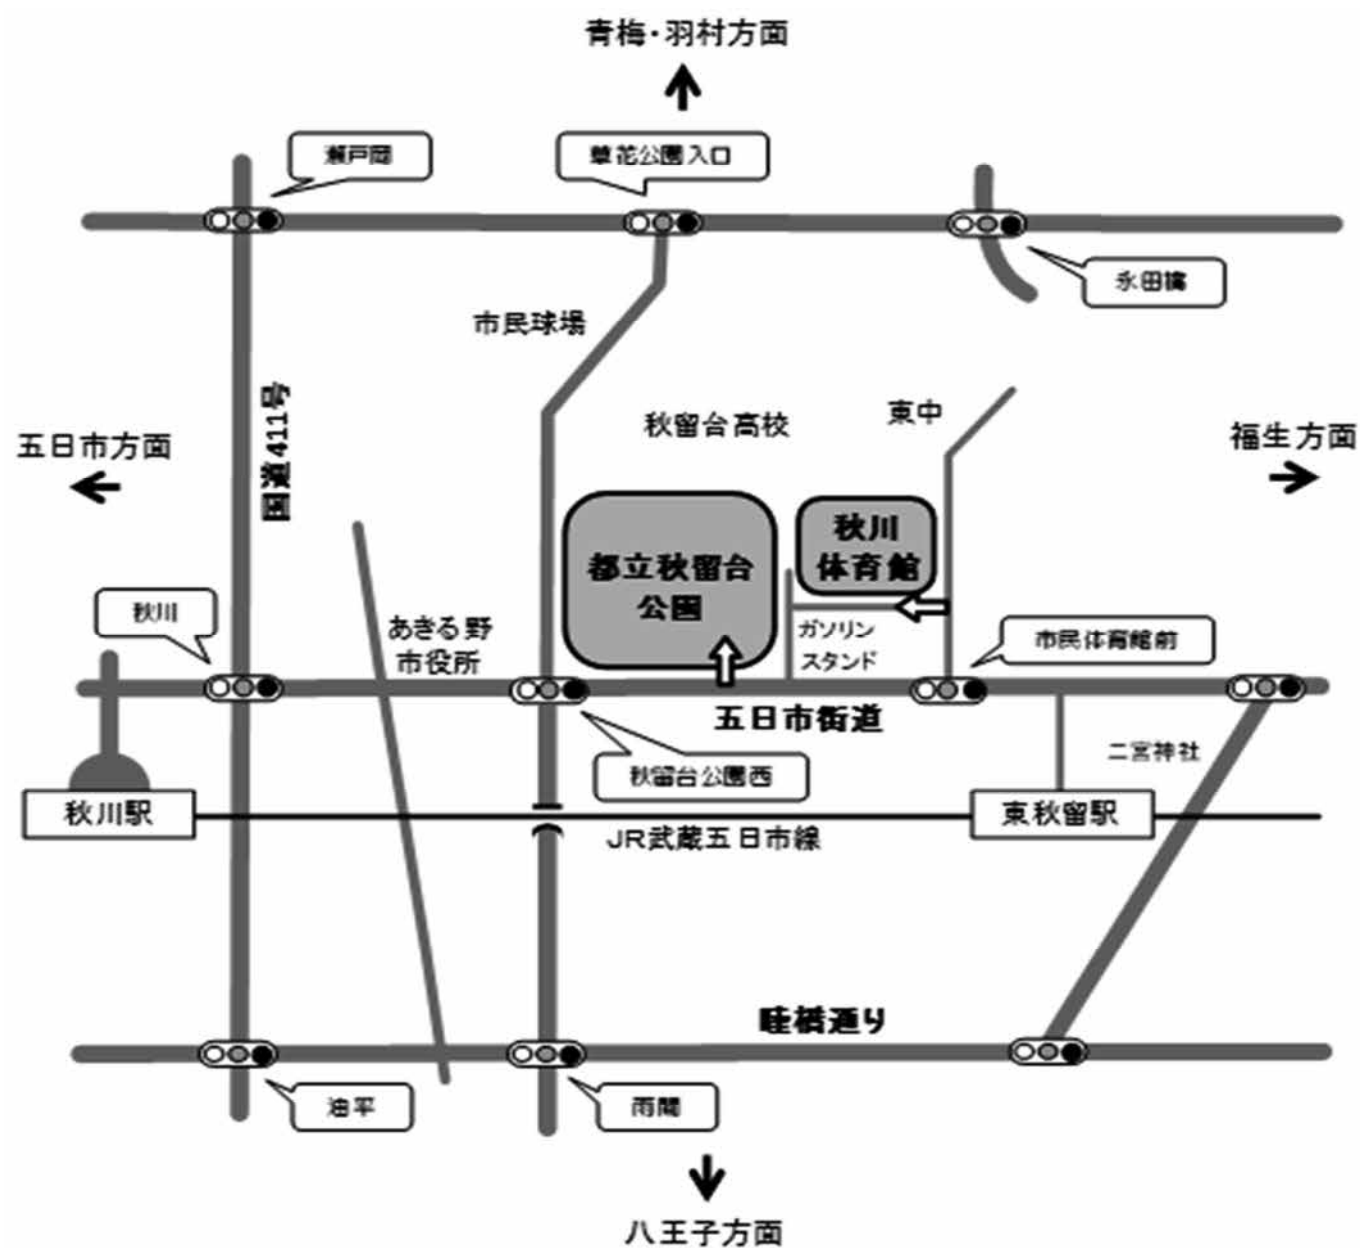 青梅・羽村方面
瀬戸岡
草花公園入口
永田橋
市民球場
国道411号
秋留台高校
東中
五日市方面
福生方面
秋川
体育館
都立秋留台
公園
秋川
あきる野
市役所
ガソリン
スタンド
市民体育館前
五日市街道
二宮神社
秋留台公園西
秋川駅
東秋留駅
JR武蔵五日市線
畦橋通り
油平
雨間
八王子方面